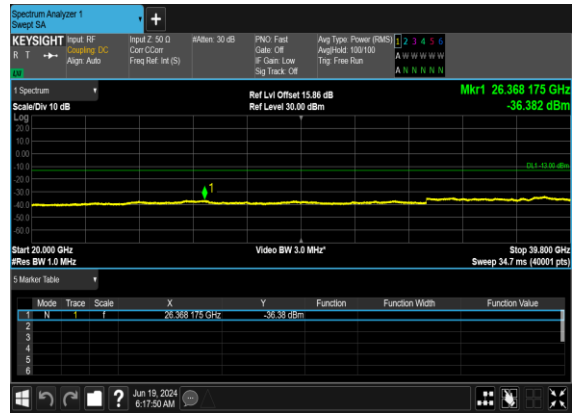 Spectrum Analyzer 1
Swept SA
+
KEYSIGHT Input: RF Input Z: 50 Ω #Atten: 30 dB PNO: Fast Avg Type: Power (RMS) 1 2 3 4 5 6
R T Coupling: DC Corr CCorr Gate: Off Avg|Hold: 100/100 A W W W W W
Align: Auto Freq Ref: Int (S) IF Gain: Low Trig: Free Run
LXI Sig Track: Off A N N N N N
1 Spectrum Ref Lvl Offset 15.86 dB Mkr1 26.368 175 GHz
Scale/Div 10 dB Ref Level 30.00 dBm -36.382 dBm
Log
20.0
10.0
0.00
-10.0 DL1 -13.00 dBm
-20.0
-30.0 1
-40.0
-50.0
-60.0
Start 20.000 GHz Video BW 3.0 MHz* Stop 39.800 GHz
#Res BW 1.0 MHz Sweep 34.7 ms (40001 pts)
5 Marker Table
Mode Trace Scale X Y Function Function Width Function Value
1 N 1 f 26.368 175 GHz -36.38 dBm
2
3
4
5
6
? Jun 19, 2024
6:17:50 AM